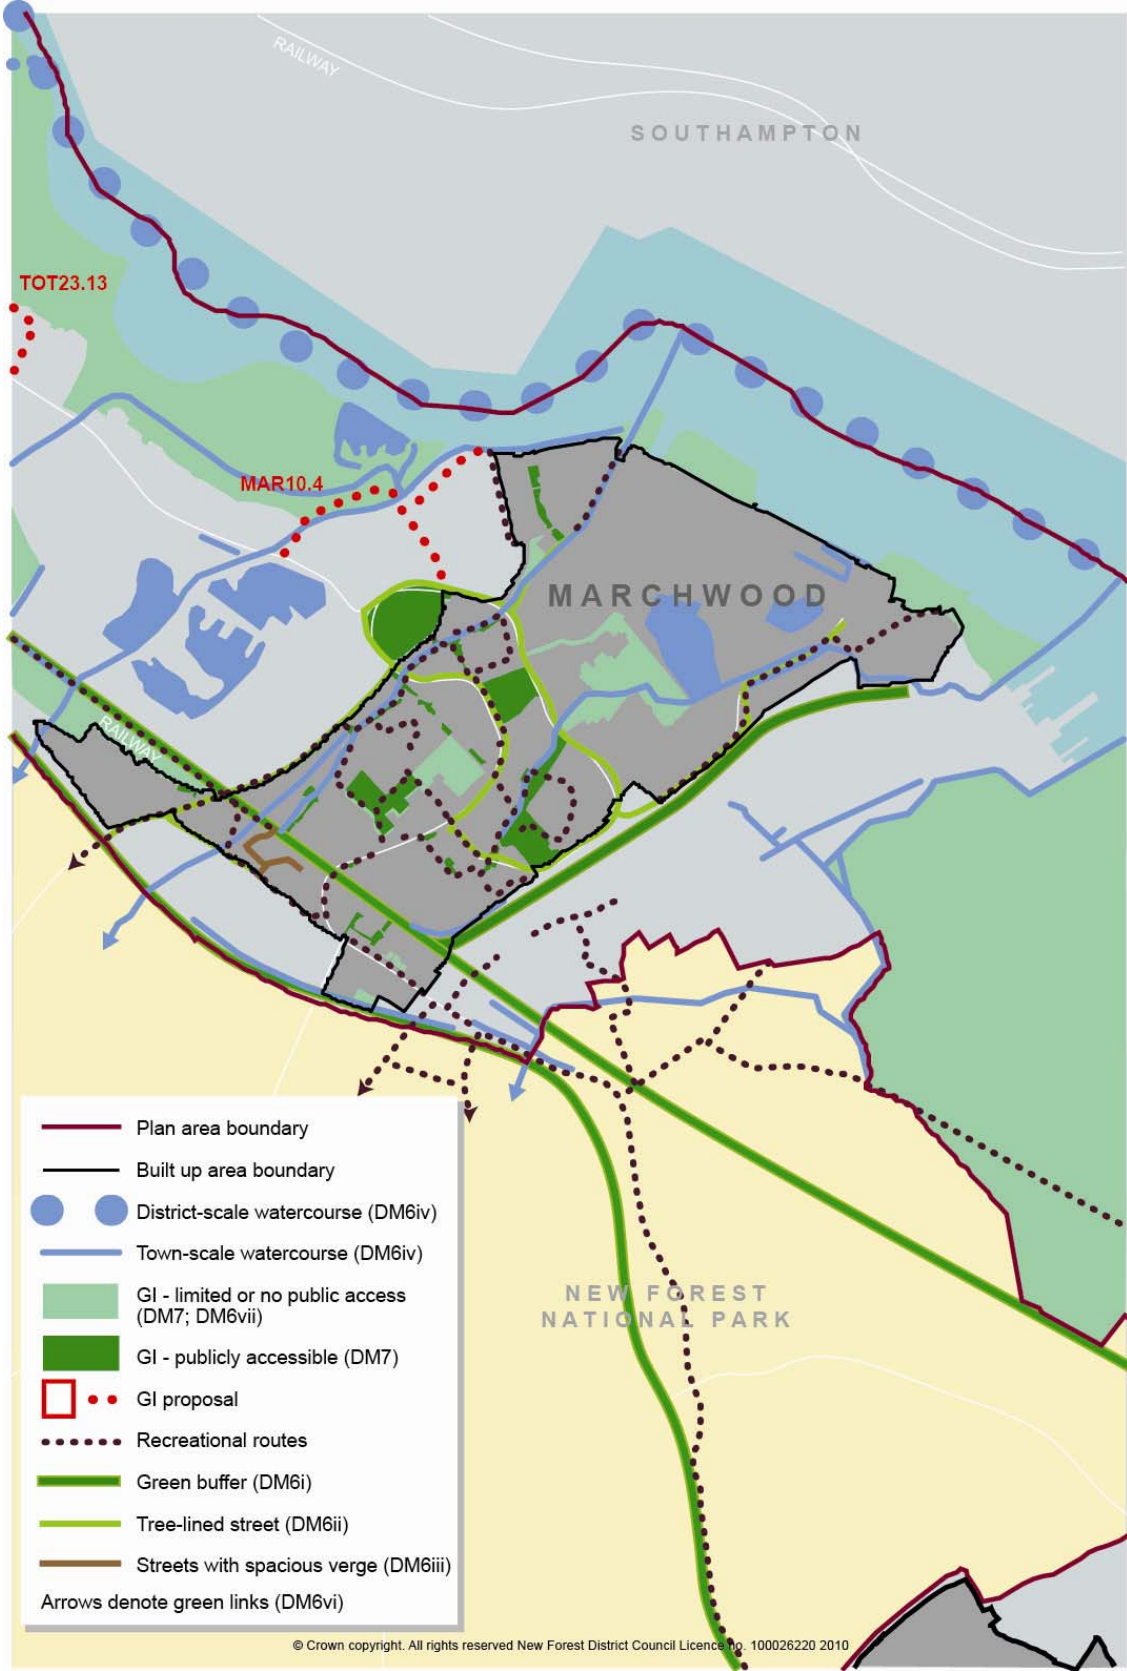 RAILWAY
SOUTHAMPTON
TOT23.13
MAR10.4
MARCHWOOD
RAILWAY
NEW FOREST
NATIONAL PARK
Plan area boundary
Built up area boundary
District-scale watercourse (DM6iv)
Town-scale watercourse (DM6iv)
GI - limited or no public access
(DM7; DM6vii)
GI - publicly accessible (DM7)
GI proposal
Recreational routes
Green buffer (DM6i)
Tree-lined street (DM6ii)
Streets with spacious verge (DM6iii)
Arrows denote green links (DM6vi)
© Crown copyright. All rights reserved New Forest District Council Licence no. 100026220 2010